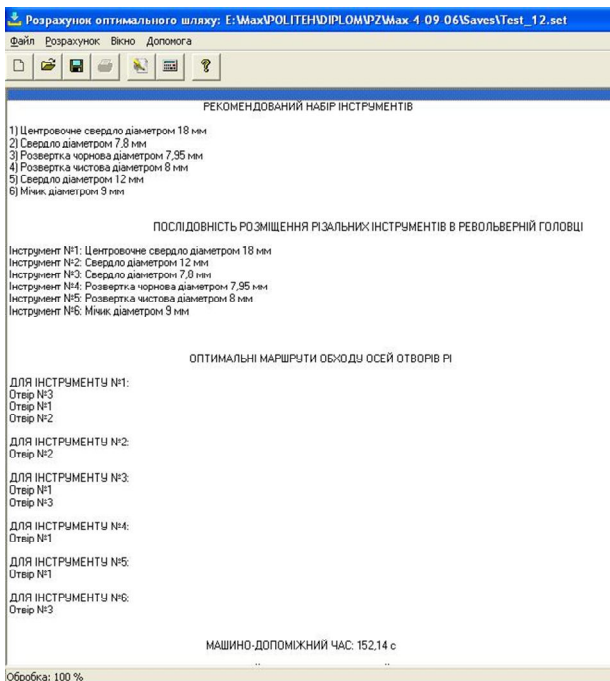 Розрахунок оптимального шляху: E:\Max\POLITEH\DIPLOM\PZ\Max 4 09 06\Saves\Test_12.set
Файл Розрахунок Вікно Допомога
РЕКОМЕНДОВАНИЙ НАБІР ІНСТРУМЕНТІВ
1) Центровочне свердло діаметром 18 мм
2) Свердло діаметром 7,8 мм
3) Розвертка чорнова діаметром 7,95 мм
4) Розвертка чистова діаметром 8 мм
5) Свердло діаметром 12 мм
6) Мічик діаметром 9 мм
ПОСЛІДОВНІСТЬ РОЗМІЩЕННЯ РІЗАЛЬНИХ ІНСТРУМЕНТІВ В РЕВОЛЬВЕРНІЙ ГОЛОВЦІ
Інструмент №1: Центровочне свердло діаметром 18 мм
Інструмент №2: Свердло діаметром 12 мм
Інструмент №3: Свердло діаметром 7,8 мм
Інструмент №4: Розвертка чорнова діаметром 7,95 мм
Інструмент №5: Розвертка чистова діаметром 8 мм
Інструмент №6: Мічик діаметром 9 мм
ОПТИМАЛЬНІ МАРШРУТИ ОБХОДУ ОСЕЙ ОТВОРІВ РІ
ДЛЯ ІНСТРУМЕНТУ №1:
Отвір №3
Отвір №1
Отвір №2
ДЛЯ ІНСТРУМЕНТУ №2:
Отвір №2
ДЛЯ ІНСТРУМЕНТУ №3:
Отвір №1
Отвір №3
ДЛЯ ІНСТРУМЕНТУ №4:
Отвір №1
ДЛЯ ІНСТРУМЕНТУ №5:
Отвір №1
ДЛЯ ІНСТРУМЕНТУ №6:
Отвір №3
МАШИНО-ДОПОМІЖНИЙ ЧАС: 152,14 с
Обробка: 100 %